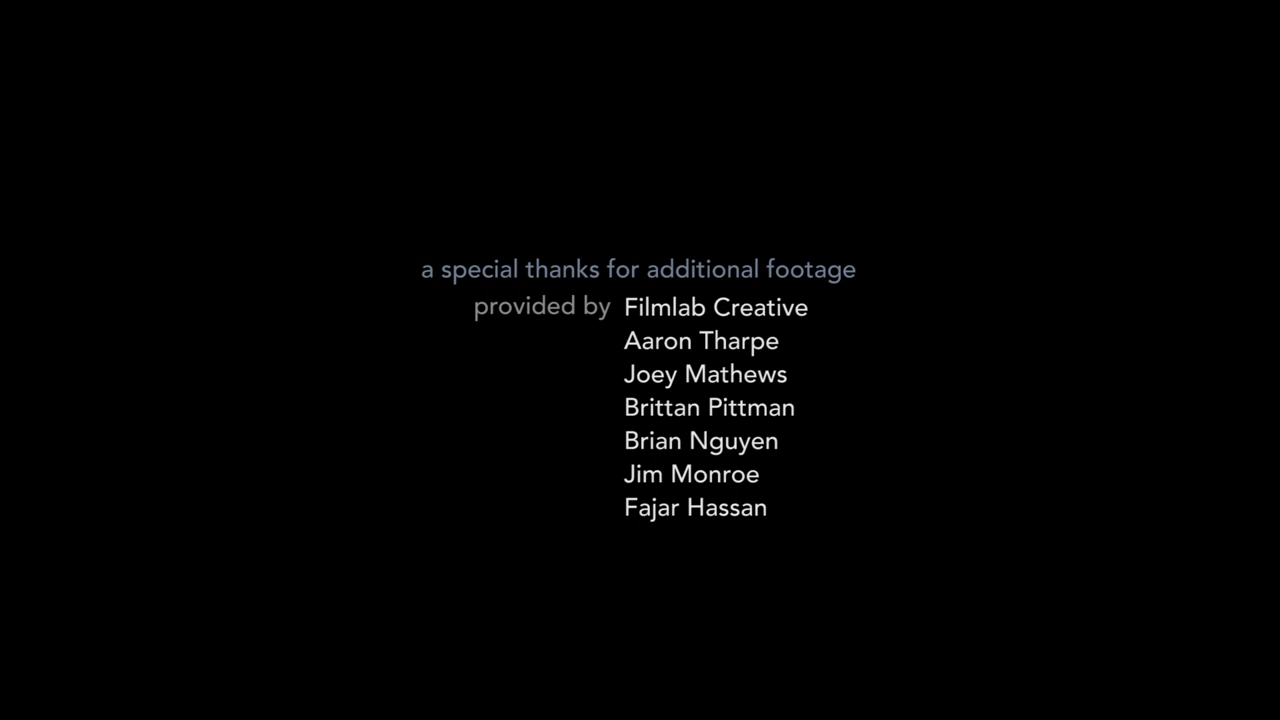 a special thanks for additional footage
provided by Filmlab Creative
Aaron Tharpe
Joey Mathews
Brittan Pittman
Brian Nguyen
Jim Monroe
Fajar Hassan